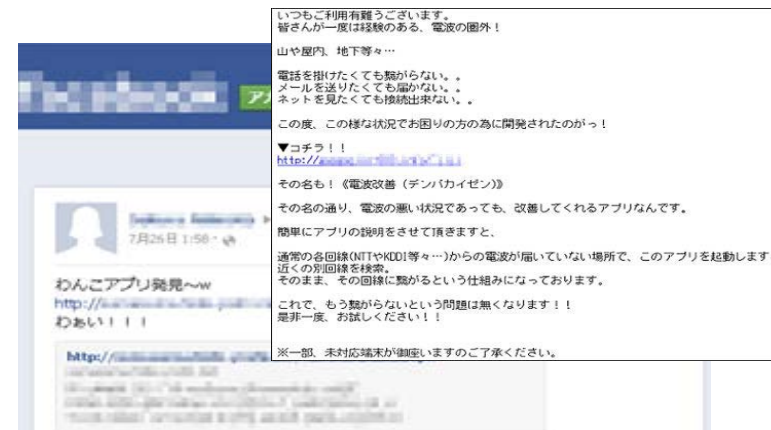 いつもご利用有難うございます。
皆さんが一度は経験のある、電波の圏外!
山や屋内、地下等々…
電話を掛けたくても繋がらない。。
メールを送りたくても届かない。。
ネットを見たくても接続出来ない。。
この度、この様な状況でお困りの方の為に開発されたのがっ!
▼コチラ!!
http://
その名も!《電波改善(デンパカイゼン)》
その名の通り、電波の悪い状況であっても、改善してくれるアプリなんです。
簡単にアプリの説明をさせて頂きますと、
通常の各回線(NTTやKDDI等々…)からの電波が届いていない場所で、このアプリを起動します
近くの別回線を検索。
そのまま、その回線に繋がるという仕組みになっております。
これで、もう繋がらないという問題は無くなります!!
是非一度、お試しください!!
※一部、未対応端末が御座いますのご了承ください。
7月26日 1:58
わんこアプリ発見~w
http://
わぁい!!!
http://